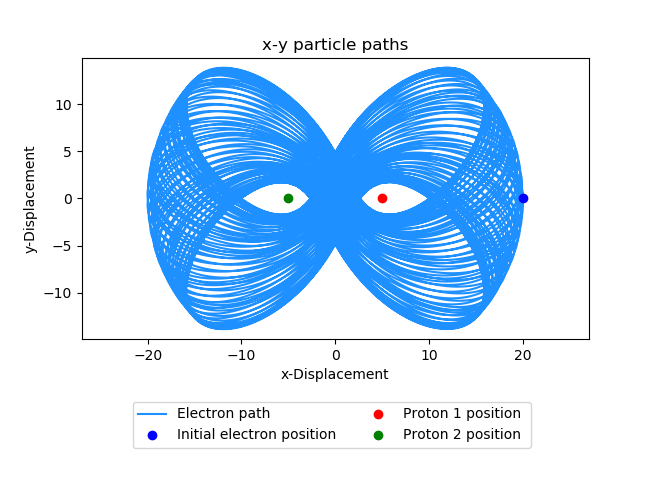 x-y particle paths
y-Displacement
10
5
0
−5
−10
−20
−10
0
10
20
x-Displacement
Electron path
Initial electron position
Proton 1 position
Proton 2 position